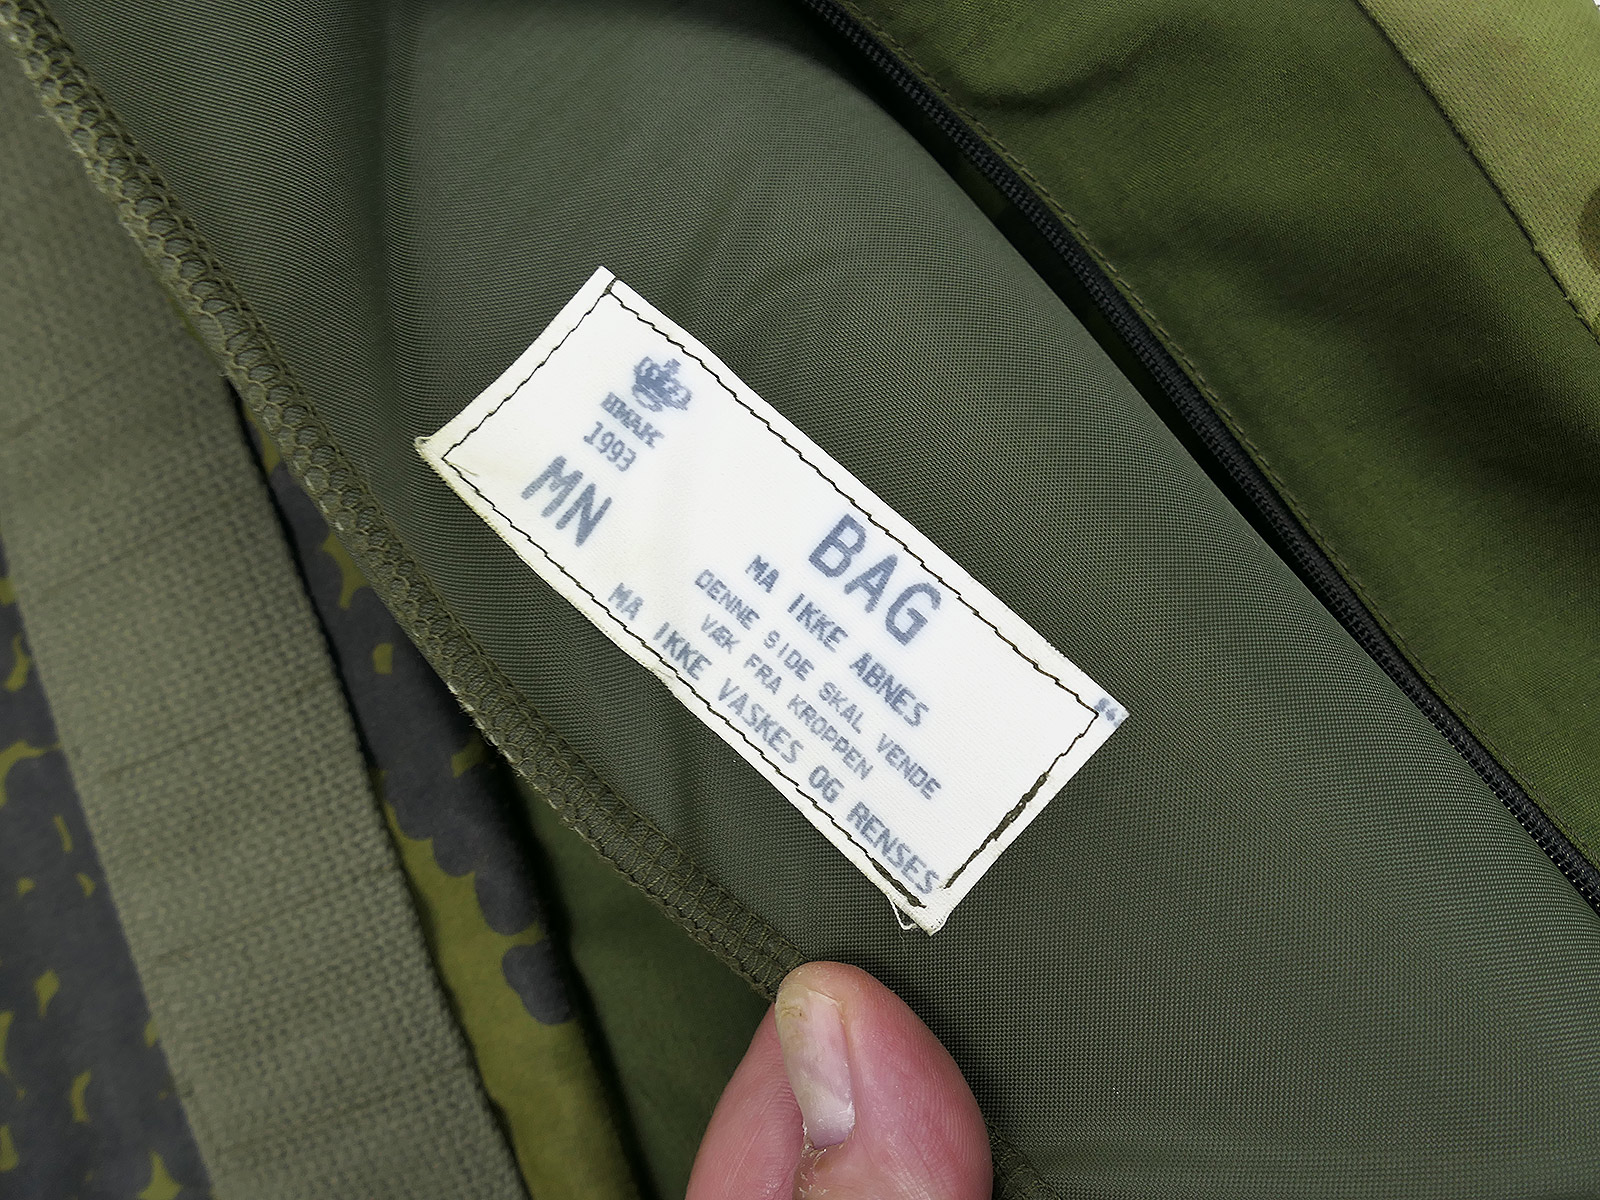 HMAK
1993
MN
BAG
MÅ IKKE ÅBNES
DENNE SIDE SKAL VENDE
VÆK FRA KROPPEN
MÅ IKKE VASKES OG RENSES